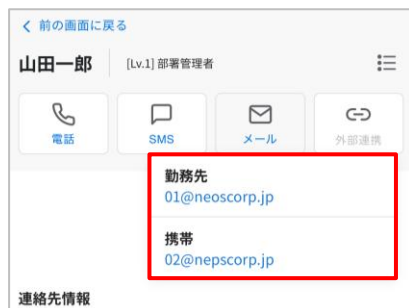 前の画面に戻る
山田一郎 [Lv.1] 部署管理者
電話 SMS メール 外部連携
勤務先
01@neoscorp.jp
携帯
02@nepscorp.jp
連絡先情報